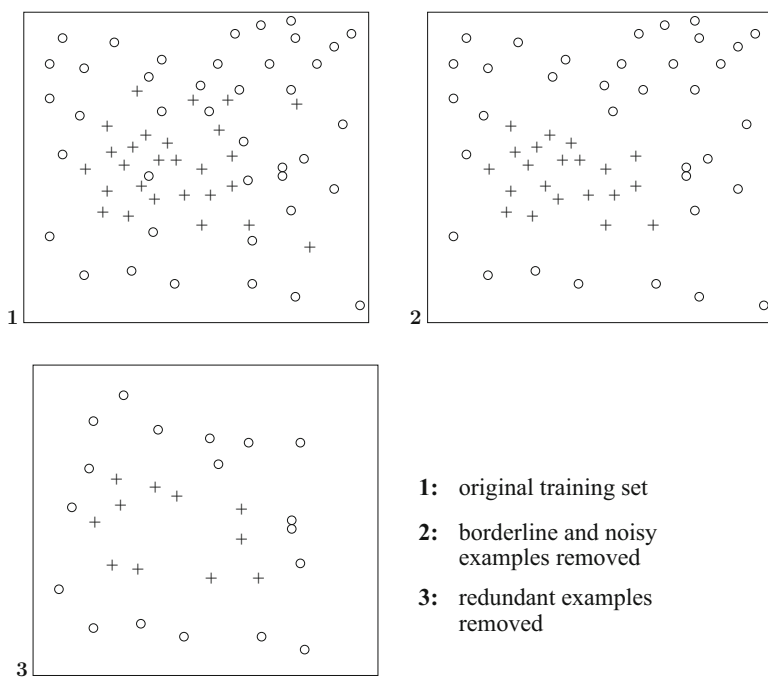 1
2
3
1: original training set
2: borderline and noisy
examples removed
3: redundant examples
removed